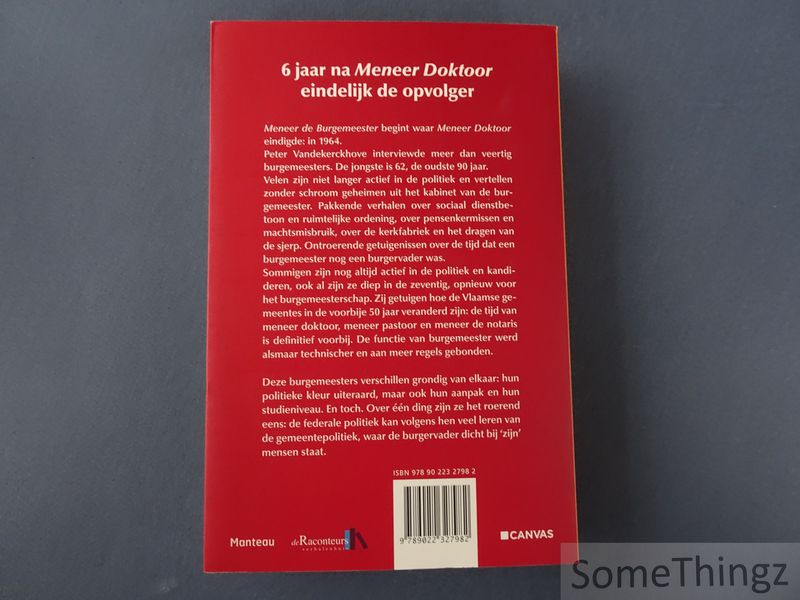 6 jaar na Meneer Doktoor
eindelijk de opvolger
Meneer de Burgemeester begint waar Meneer Doktoor
eindigde: in 1964.
Peter Vandekerckhove interviewde meer dan veertig
burgemeesters. De jongste is 62, de oudste 90 jaar.
Velen zijn niet langer actief in de politiek en vertellen
zonder schroom geheimen uit het kabinet van de bur-
gemeester. Pakkende verhalen over sociaal dienstbe-
toon en ruimtelijke ordening, over pensenkermissen en
machtsmisbruik, over de kerkfabriek en het dragen van
de sjerp. Ontroerende getuigenissen over de tijd dat een
burgemeester nog een burgervader was.
Sommigen zijn nog altijd actief in de politiek en kandi-
deren, ook al zijn ze diep in de zeventig, opnieuw voor
het burgemeesterschap. Zij getuigen hoe de Vlaamse ge-
meentes in de voorbije 50 jaar veranderd zijn: de tijd van
meneer doktoor, meneer pastoor en meneer de notaris
is definitief voorbij. De functie van burgemeester werd
alsmaar technischer en aan meer regels gebonden.
Deze burgemeesters verschillen grondig van elkaar: hun
politieke kleur uiteraard, maar ook hun aanpak en hun
studieniveau. En toch. Over één ding zijn ze het roerend
eens: de federale politiek kan volgens hen veel leren van
de gemeentepolitiek, waar de burgervader dicht bij ‘zijn’
mensen staat.
ISBN 978 90 223 2798 2
9 789022 327982
Manteau
de Raconteurs
verhalenhuis
CANVAS
SomeThingz